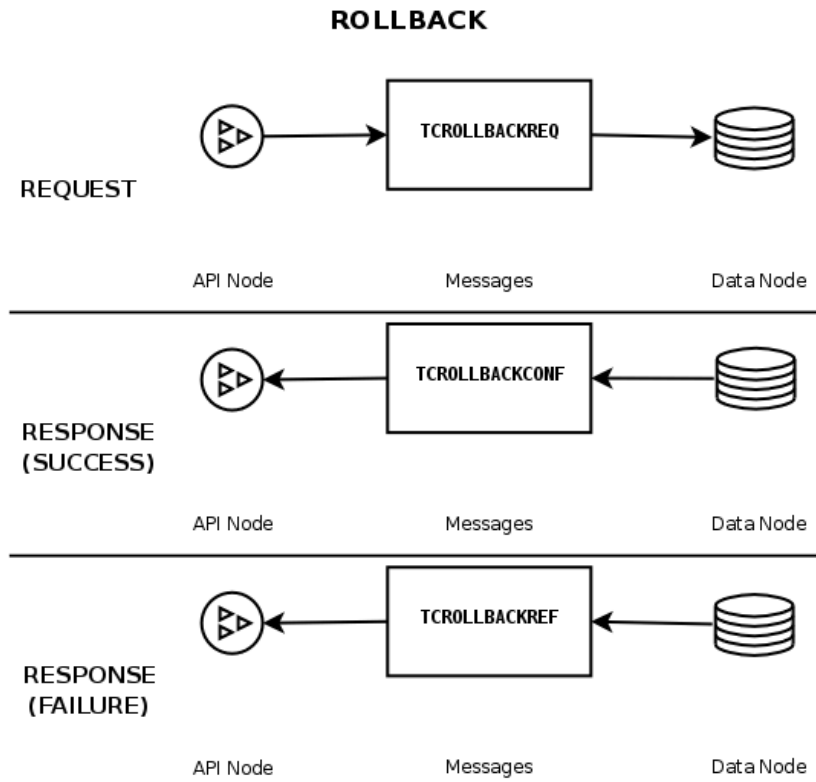 ROLLBACK
TCROLLBACKREQ
REQUEST
API Node Messages Data Node
TCROLLBACKCONF
RESPONSE
(SUCCESS)
API Node Messages Data Node
TCROLLBACKREF
RESPONSE
(FAILURE)
API Node Messages Data Node